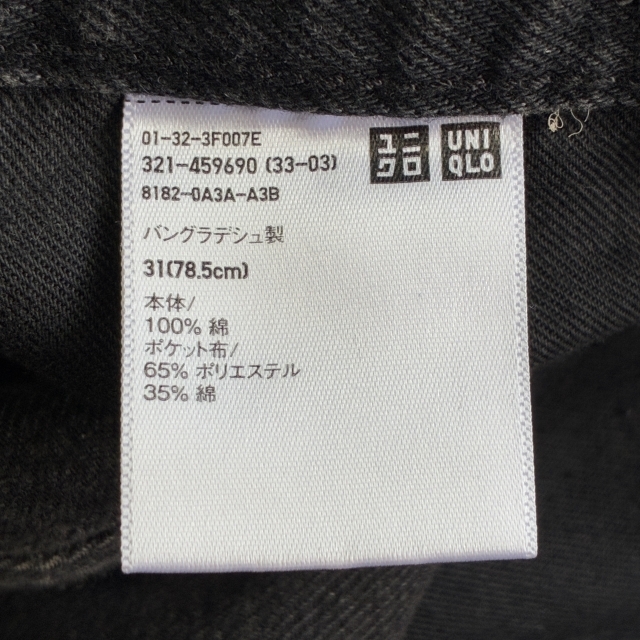 01-32-3F007E
321-459690 (33-03)
8182-0A3A-A3B
ユニ
クロ
UNI
QLO
バングラデシュ製
31(78.5cm)
本体/
100% 綿
ポケット布/
65% ポリエステル
35% 綿